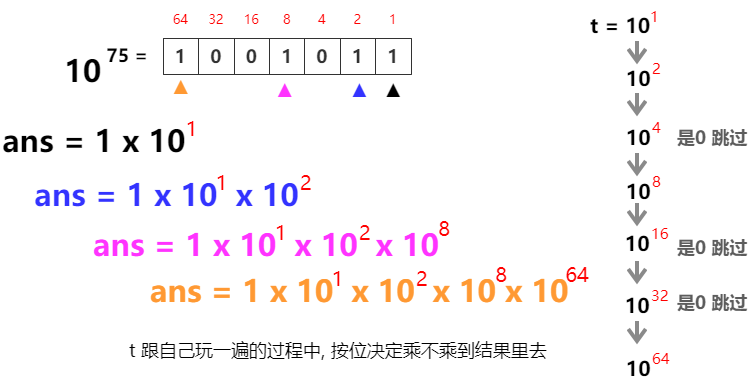 64 32 16 8 4 2 1
10^75 = 1 0 0 1 0 1 1
ans = 1 x 10^1
ans = 1 x 10^1 x 10^2
ans = 1 x 10^1 x 10^2 x 10^8
ans = 1 x 10^1 x 10^2 x 10^8 x 10^64
t 跟自己玩一遍的过程中, 按位决定乘不乘到结果里去
t = 10^1
10^2
10^4 是0 跳过
10^8
10^16 是0 跳过
10^32 是0 跳过
10^64